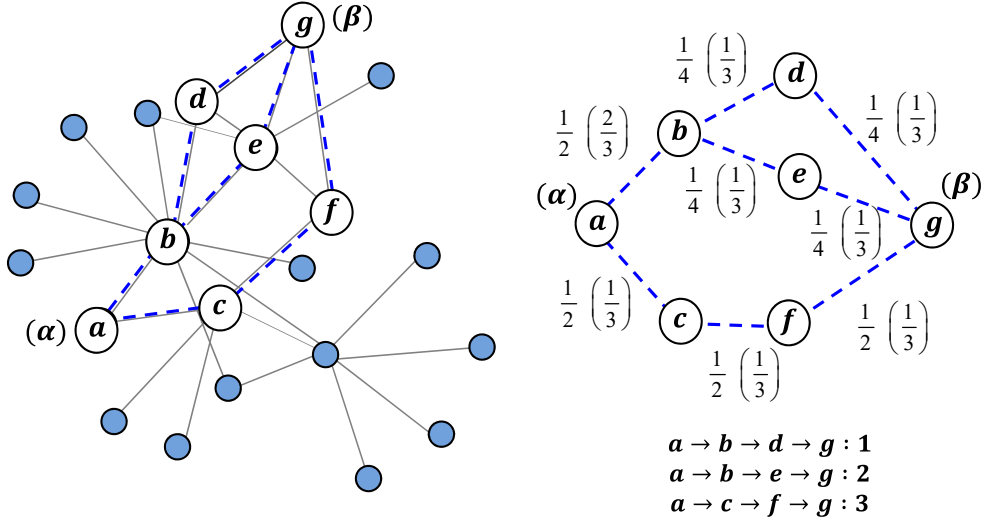 g (β)
d
e
f
b
c
(α) a
1/4 (1/3)
d
1/2 (2/3)
b
1/4 (1/3)
1/4 (1/3)
e
(α)
a
1/4 (1/3)
(β)
g
1/2 (1/3)
c
f
1/2 (1/3)
1/2 (1/3)
a → b → d → g : 1
a → b → e → g : 2
a → c → f → g : 3